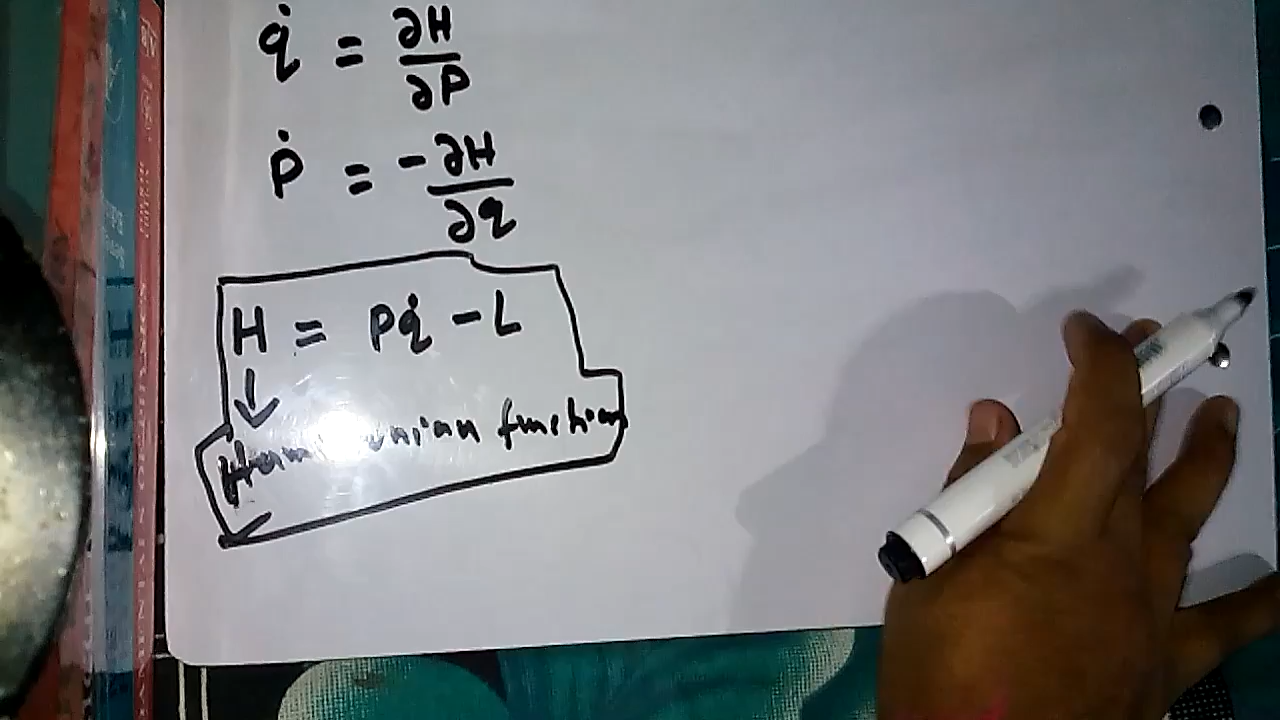 q̇ = ∂H/∂P
Ṗ = -∂H/∂q
H = Pq̇ - L
↓
function